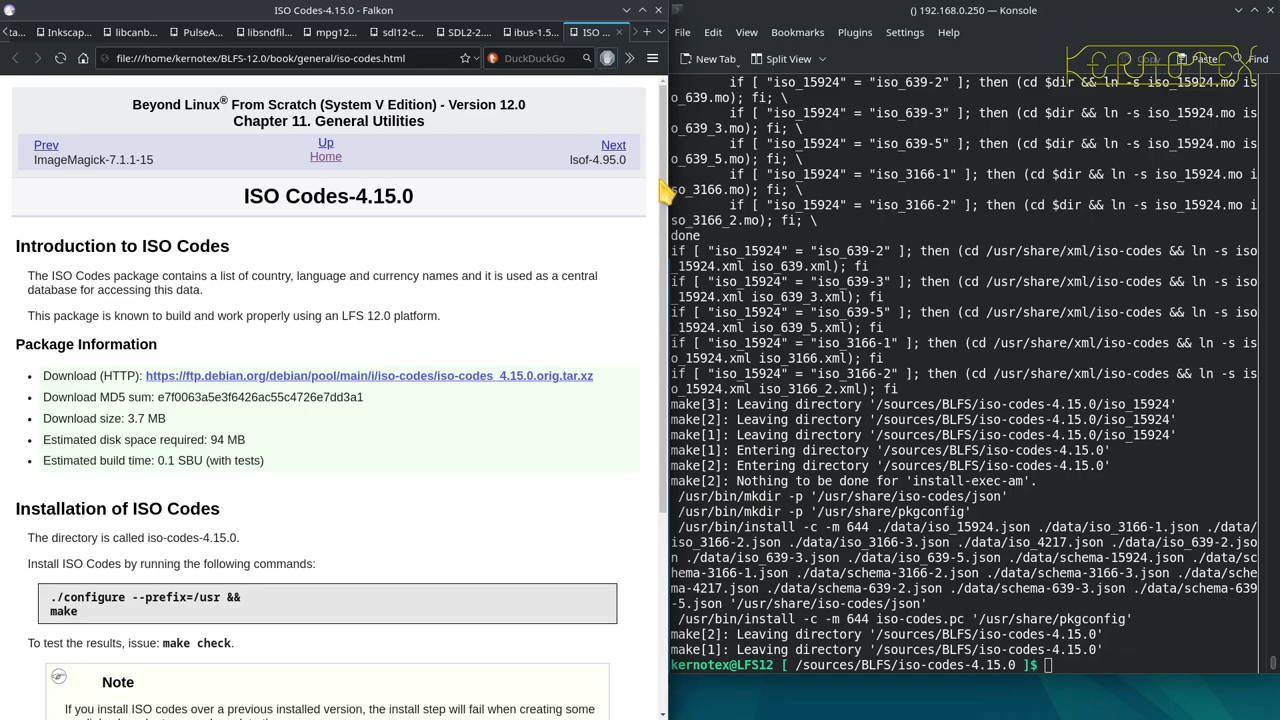 ISO Codes-4.15.0 - Falkon
ta... Inkscap... libcanb... PulseA... libsndfil... mpg12... sdl12-c... SDL2-2... ibus-1.5... ISO ...
file:///home/kernotex/BLFS-12.0/book/general/iso-codes.html
DuckDuckGo
Beyond Linux® From Scratch (System V Edition) - Version 12.0
Chapter 11. General Utilities
Prev
ImageMagick-7.1.1-15
Up
Home
Next
lsof-4.95.0
ISO Codes-4.15.0
Introduction to ISO Codes
The ISO Codes package contains a list of country, language and currency names and it is used as a central
database for accessing this data.
This package is known to build and work properly using an LFS 12.0 platform.
Package Information
Download (HTTP): https://ftp.debian.org/debian/pool/main/i/iso-codes/iso-codes_4.15.0.orig.tar.xz
Download MD5 sum: e7f0063a5e3f6426ac55c4726e7dd3a1
Download size: 3.7 MB
Estimated disk space required: 94 MB
Estimated build time: 0.1 SBU (with tests)
Installation of ISO Codes
The directory is called iso-codes-4.15.0.
Install ISO Codes by running the following commands:
./configure --prefix=/usr &&
make
To test the results, issue: make check.
Note
If you install ISO codes over a previous installed version, the install step will fail when creating some
() 192.168.0.250 — Konsole
File Edit View Bookmarks Plugins Settings Help
New Tab Split View Copy Paste Find
kernotex
if [ "iso_15924" = "iso_639-2" ]; then (cd $dir && ln -s iso_15924.mo is
o_639.mo); fi; \
if [ "iso_15924" = "iso_639-3" ]; then (cd $dir && ln -s iso_15924.mo is
o_639_3.mo); fi; \
if [ "iso_15924" = "iso_639-5" ]; then (cd $dir && ln -s iso_15924.mo is
o_639_5.mo); fi; \
if [ "iso_15924" = "iso_3166-1" ]; then (cd $dir && ln -s iso_15924.mo i
so_3166.mo); fi; \
if [ "iso_15924" = "iso_3166-2" ]; then (cd $dir && ln -s iso_15924.mo i
so_3166_2.mo); fi; \
done
if [ "iso_15924" = "iso_639-2" ]; then (cd /usr/share/xml/iso-codes && ln -s iso
_15924.xml iso_639.xml); fi
if [ "iso_15924" = "iso_639-3" ]; then (cd /usr/share/xml/iso-codes && ln -s iso
_15924.xml iso_639_3.xml); fi
if [ "iso_15924" = "iso_639-5" ]; then (cd /usr/share/xml/iso-codes && ln -s iso
_15924.xml iso_639_5.xml); fi
if [ "iso_15924" = "iso_3166-1" ]; then (cd /usr/share/xml/iso-codes && ln -s is
o_15924.xml iso_3166.xml); fi
if [ "iso_15924" = "iso_3166-2" ]; then (cd /usr/share/xml/iso-codes && ln -s is
o_15924.xml iso_3166_2.xml); fi
make[3]: Leaving directory '/sources/BLFS/iso-codes-4.15.0/iso_15924'
make[2]: Leaving directory '/sources/BLFS/iso-codes-4.15.0/iso_15924'
make[1]: Leaving directory '/sources/BLFS/iso-codes-4.15.0/iso_15924'
make[1]: Entering directory '/sources/BLFS/iso-codes-4.15.0'
make[2]: Entering directory '/sources/BLFS/iso-codes-4.15.0'
make[2]: Nothing to be done for 'install-exec-am'.
/usr/bin/mkdir -p '/usr/share/iso-codes/json'
/usr/bin/mkdir -p '/usr/share/pkgconfig'
/usr/bin/install -c -m 644 ./data/iso_15924.json ./data/iso_3166-1.json ./data/
iso_3166-2.json ./data/iso_3166-3.json ./data/iso_4217.json ./data/iso_639-2.jso
n ./data/iso_639-3.json ./data/iso_639-5.json ./data/schema-15924.json ./data/sc
hema-3166-1.json ./data/schema-3166-2.json ./data/schema-3166-3.json ./data/sche
ma-4217.json ./data/schema-639-2.json ./data/schema-639-3.json ./data/schema-639
-5.json '/usr/share/iso-codes/json'
/usr/bin/install -c -m 644 iso-codes.pc '/usr/share/pkgconfig'
make[2]: Leaving directory '/sources/BLFS/iso-codes-4.15.0'
make[1]: Leaving directory '/sources/BLFS/iso-codes-4.15.0'
kernotex@LFS12 [ /sources/BLFS/iso-codes-4.15.0 ]$